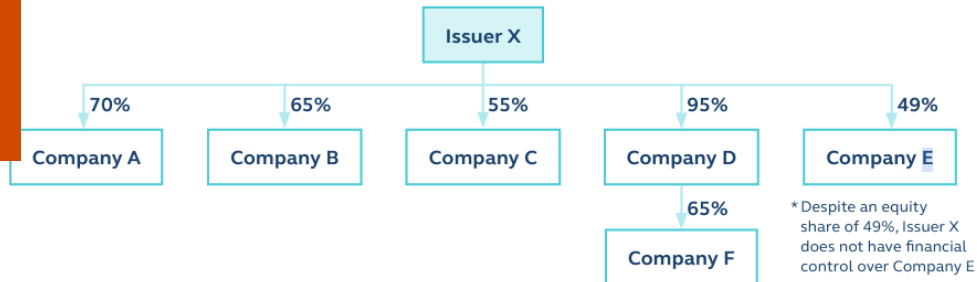 Issuer X
70%
65%
55%
95%
49%
Company A
Company B
Company C
Company D
Company E
65%
* Despite an equity
share of 49%, Issuer X
does not have financial
control over Company E
Company F